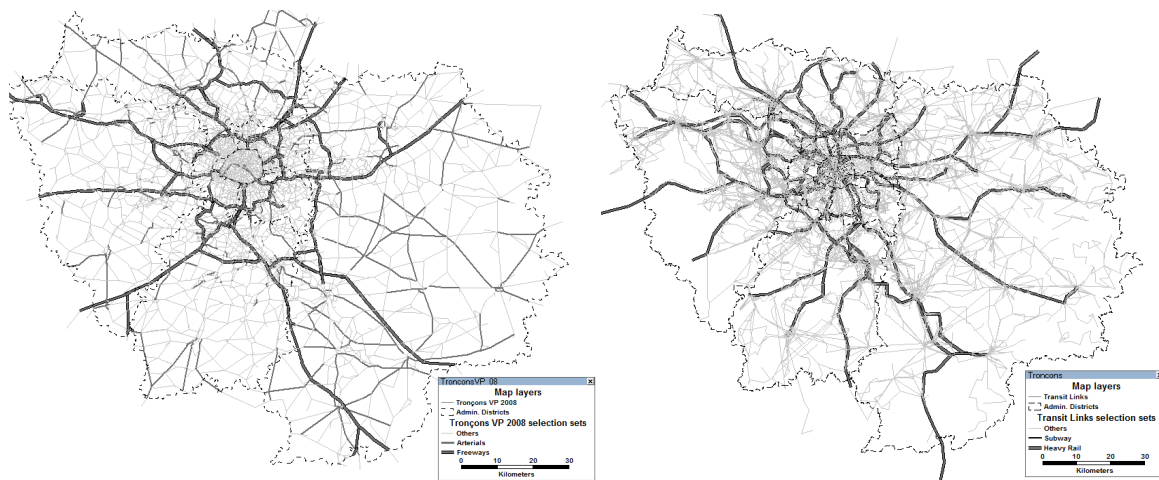 TronconsVP_08
Map layers
Tronçons VP 2008
Admin. Districts
Tronçons VP 2008 selection sets
Others
Arterials
Freeways
0 10 20 30
Kilometers
Troncons
Map layers
Transit Links
Admin. Districts
Transit Links selection sets
Others
Subway
Heavy Rail
0 10 20 30
Kilometers